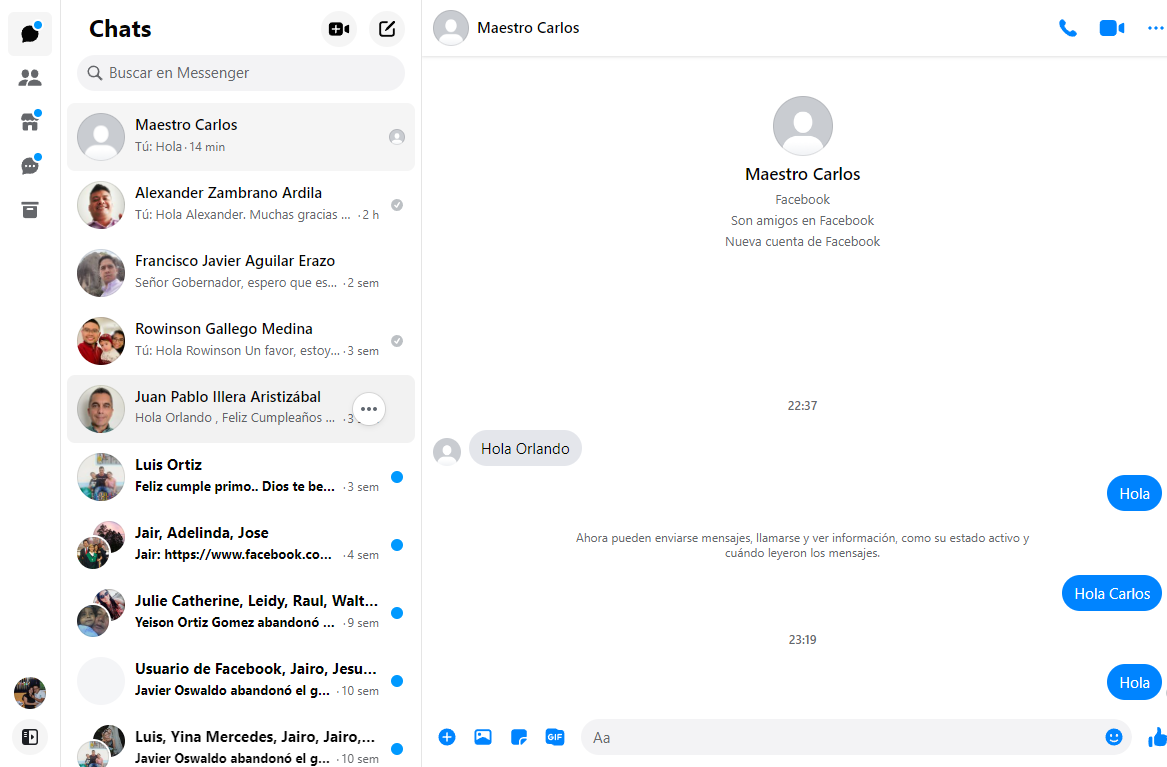 Chats
Buscar en Messenger
Maestro Carlos
Tú: Hola · 14 min
Alexander Zambrano Ardila
Tú: Hola Alexander. Muchas gracias ... · 2 h
Francisco Javier Aguilar Erazo
Señor Gobernador, espero que es... · 2 sem
Rowinson Gallego Medina
Tú: Hola Rowinson Un favor, estoy... · 3 sem
Juan Pablo Illera Aristizábal
Hola Orlando , Feliz Cumpleaños ... · 3
Luis Ortiz
Feliz cumple primo.. Dios te be... · 3 sem
Jair, Adelinda, Jose
Jair: https://www.facebook.co... · 4 sem
Julie Catherine, Leidy, Raul, Walt...
Yeison Ortiz Gomez abandonó ... · 9 sem
Usuario de Facebook, Jairo, Jesu...
Javier Oswaldo abandonó el g... · 10 sem
Luis, Yina Mercedes, Jairo, Jairo,...
Javier Oswaldo abandonó el g... · 10 sem
Maestro Carlos
Maestro Carlos
Facebook
Son amigos en Facebook
Nueva cuenta de Facebook
22:37
Hola Orlando
Hola
Ahora pueden enviarse mensajes, llamarse y ver información, como su estado activo y
cuándo leyeron los mensajes.
Hola Carlos
23:19
Hola
GIF
Aa